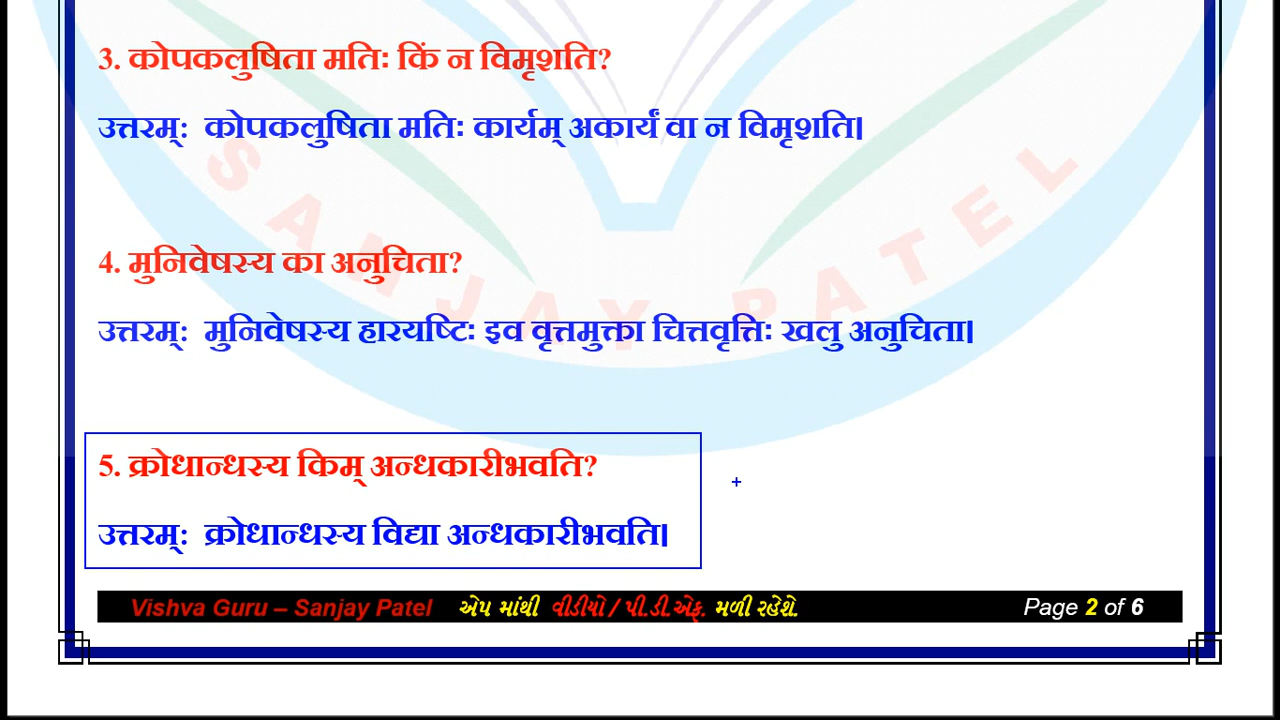 3. कोपकलुषिता मतिः किं न विमृशति?
उत्तरम्: कोपकलुषिता मतिः कार्यम् अकार्यं वा न विमृशति।
SANJAY PATEL
4. मुनिवेषस्य का अनुचिता?
उत्तरम्: मुनिवेषस्य हारयष्टिः इव वृत्तमुक्ता चित्तवृत्तिः खलु अनुचिता।
5. क्रोधान्धस्य किम् अन्धकारीभवति?
उत्तरम्: क्रोधान्धस्य विद्या अन्धकारीभवति।
Vishva Guru – Sanjay Patel એપ માંથી વીડીયો / પી.ડી.એફ. મળી રહેશે. Page 2 of 6